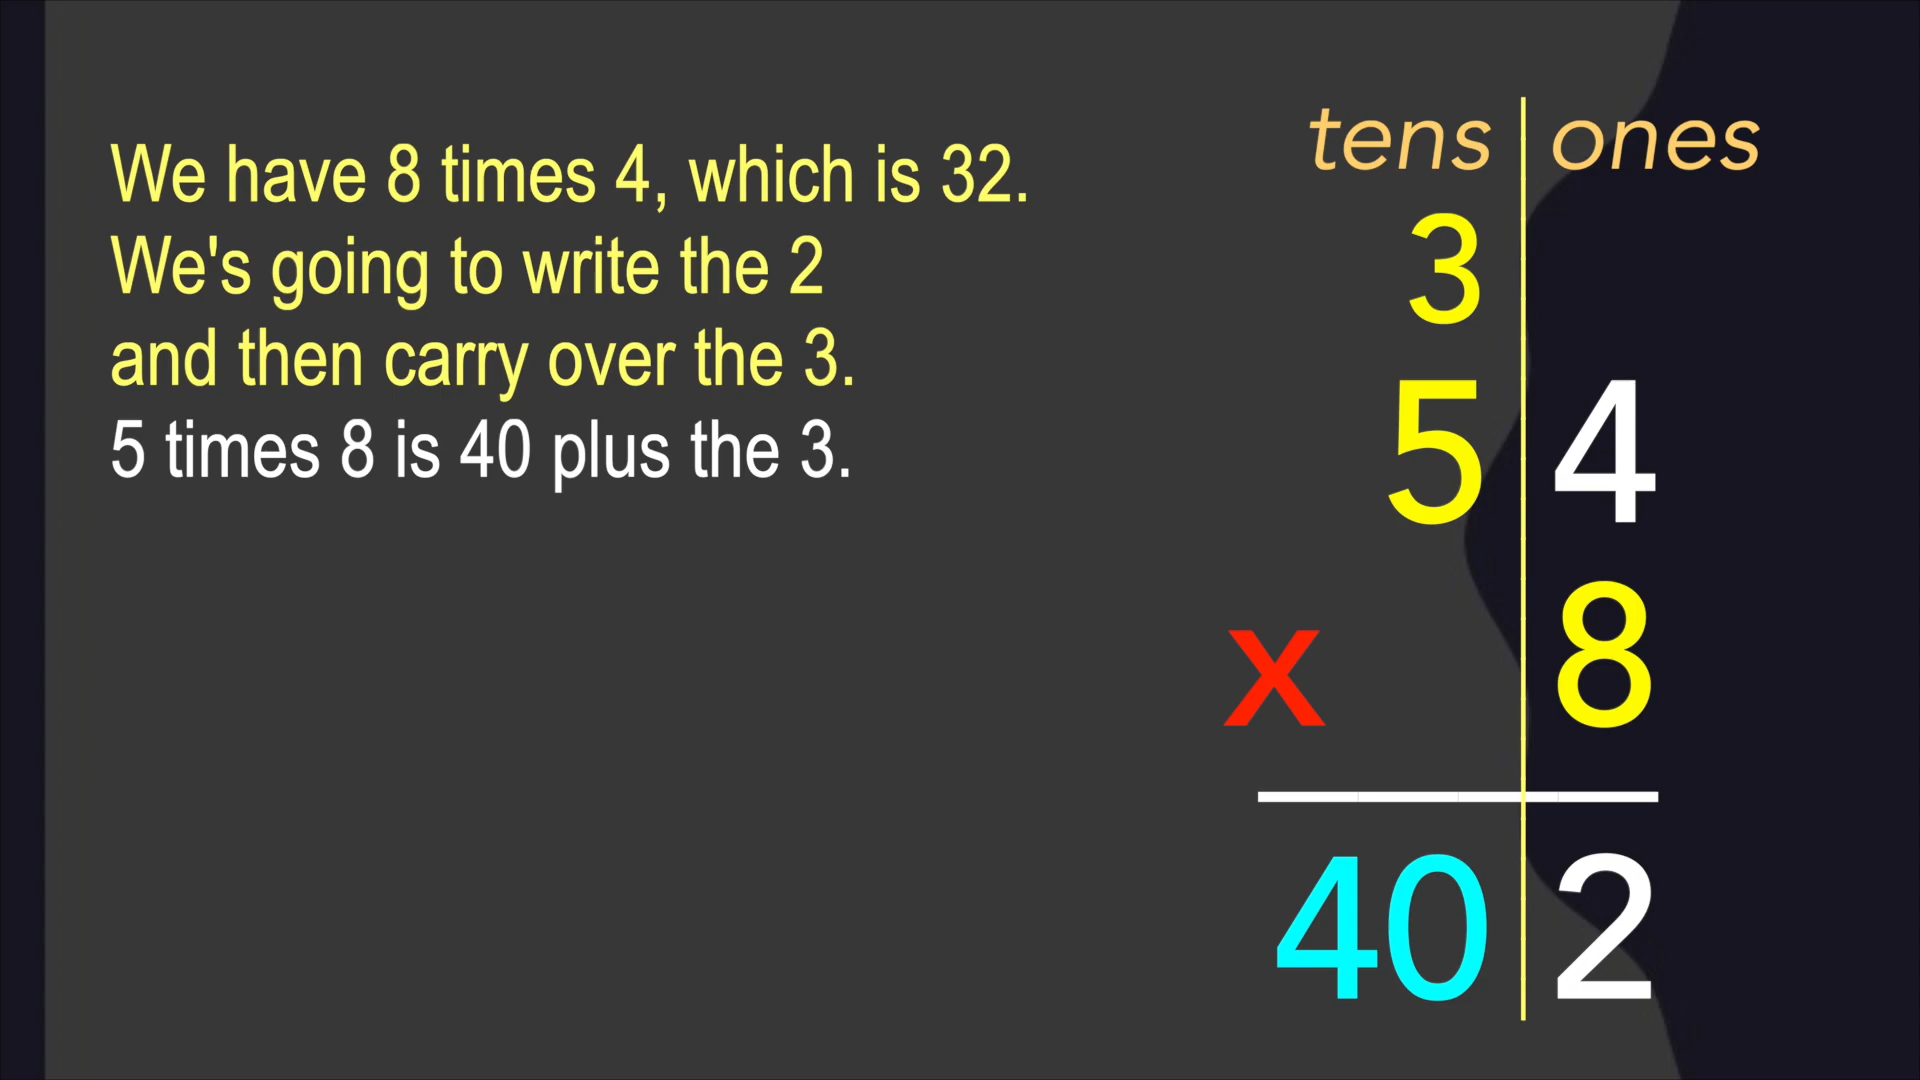 We have 8 times 4, which is 32.
We's going to write the 2
and then carry over the 3.
5 times 8 is 40 plus the 3.
tens ones
3
5 4
x 8
40 2